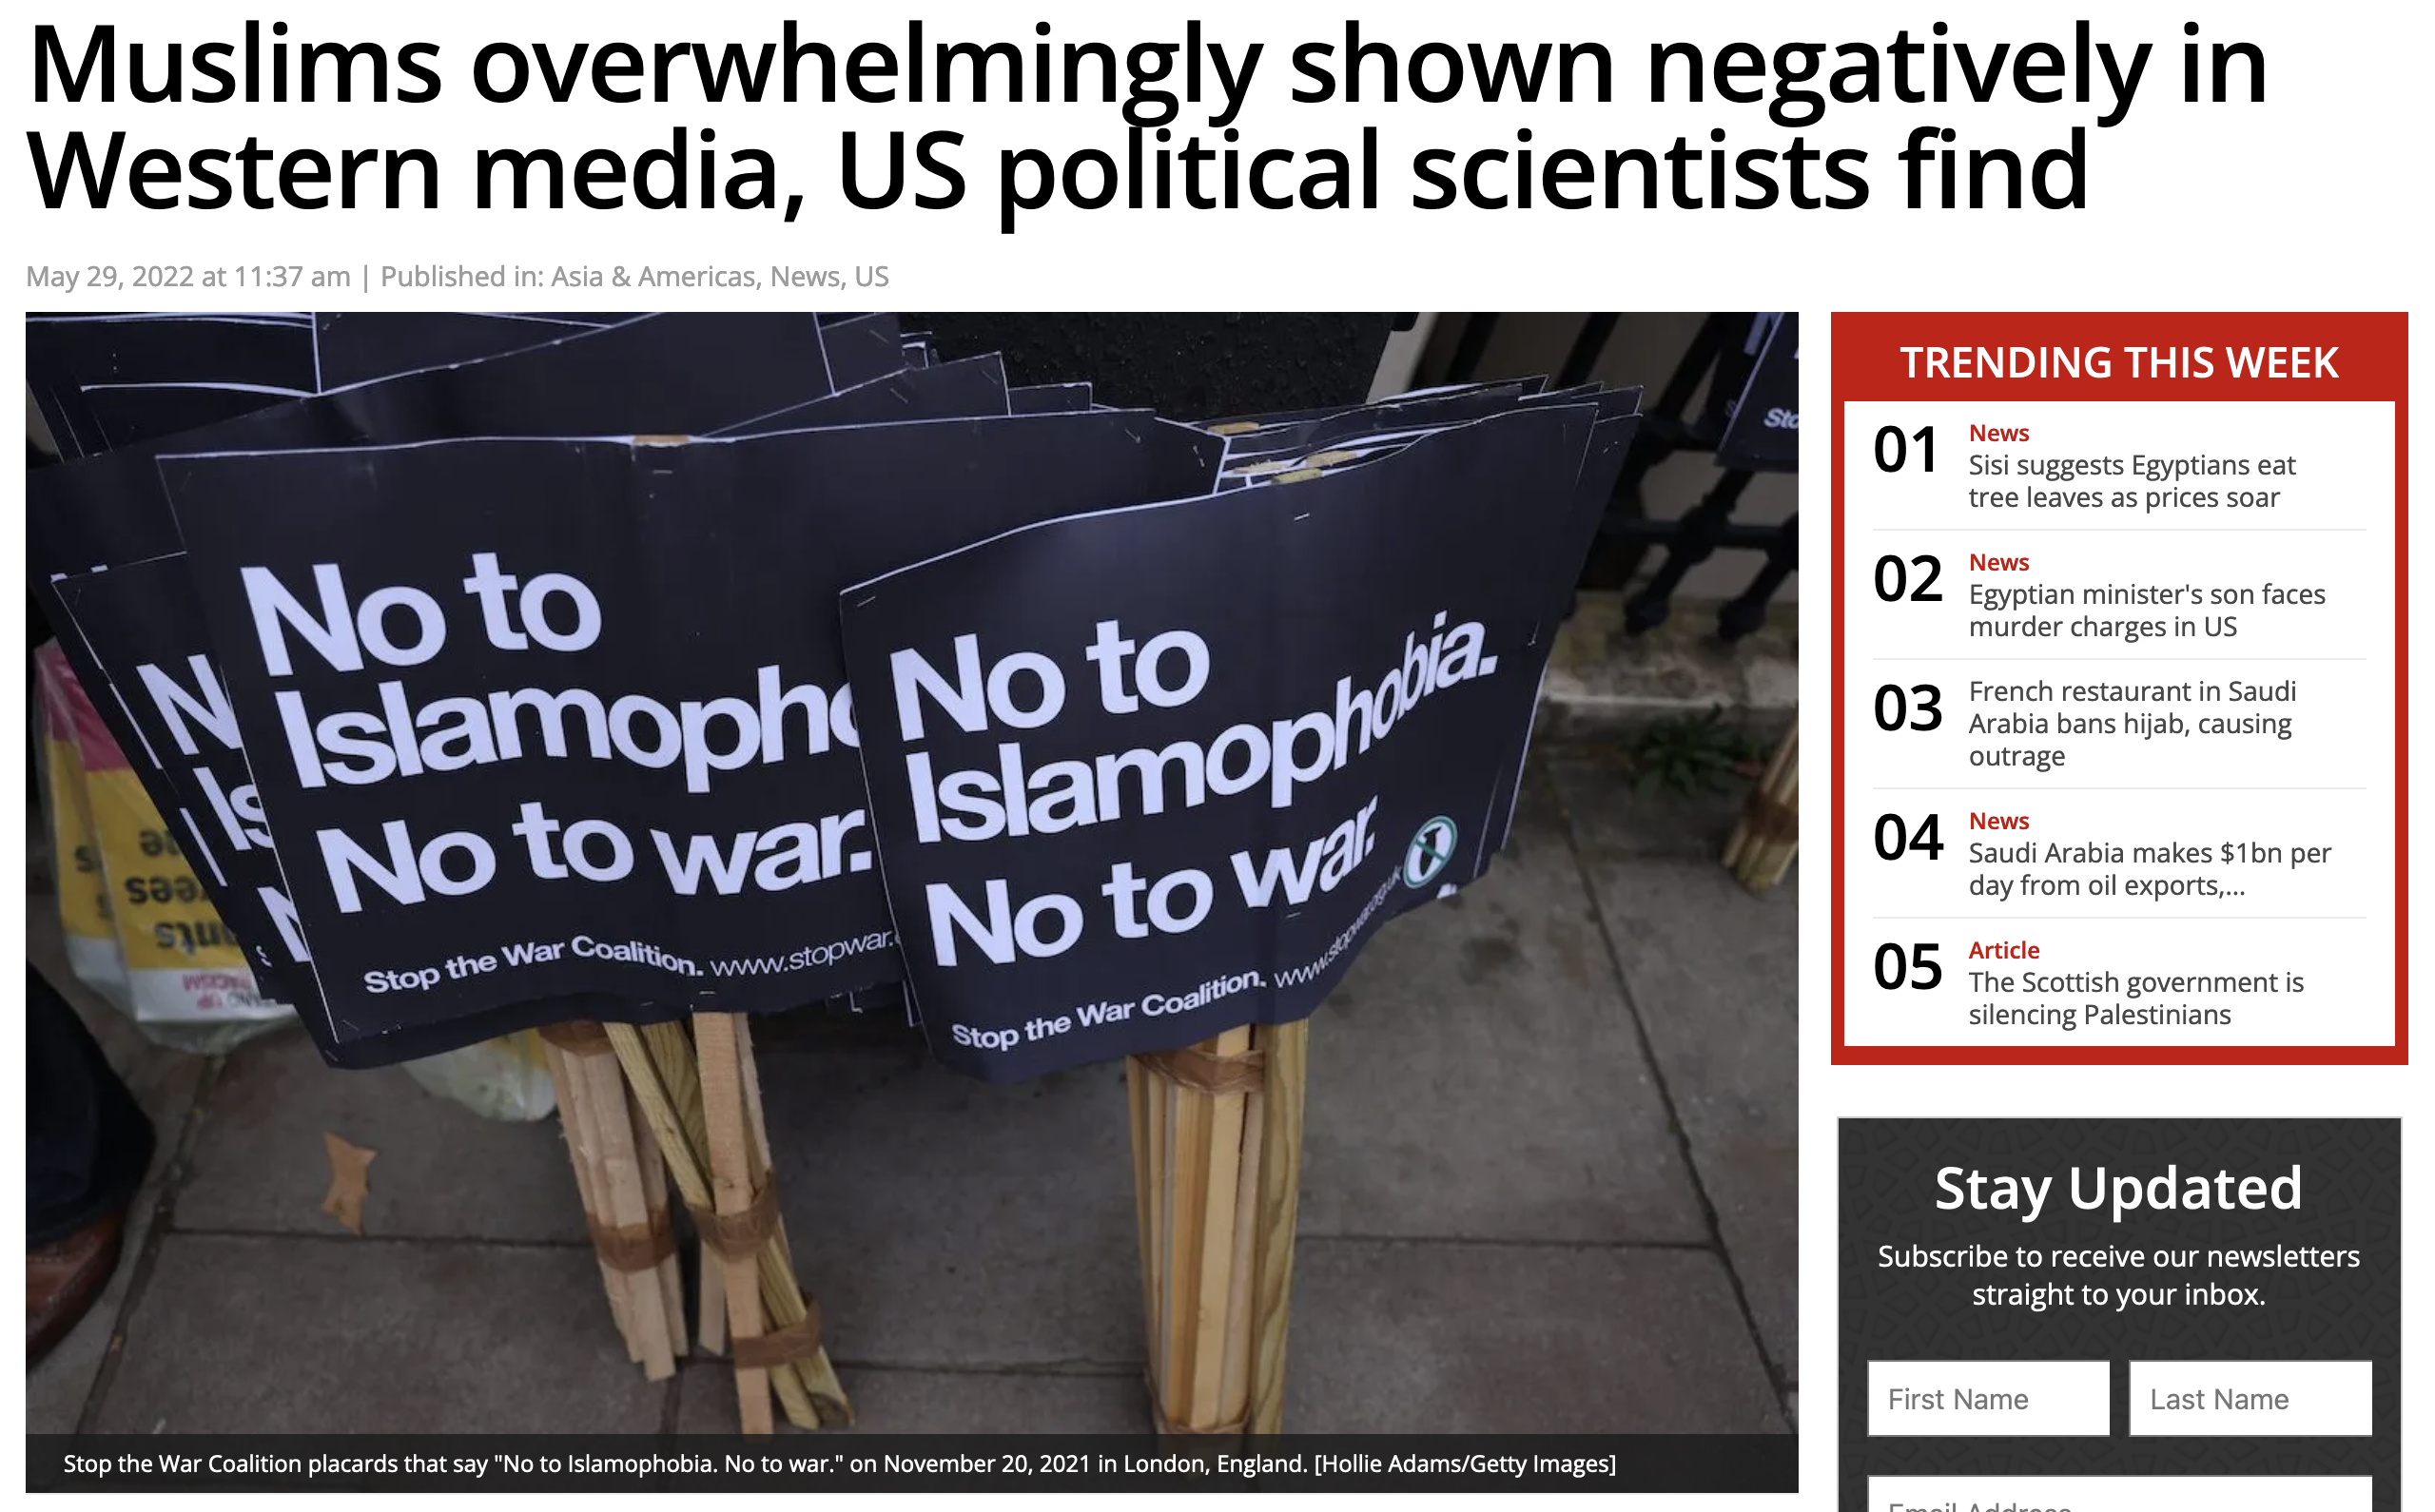 Muslims overwhelmingly shown negatively in
Western media, US political scientists find
May 29, 2022 at 11:37 am | Published in: Asia & Americas, News, US
No to
Islamopho
No to war.
Stop the War Coalition. www.stopwar.
No to
Islamophobia.
No to war.
Stop the War Coalition. www.stopwar.org.uk
Stop the War Coalition placards that say "No to Islamophobia. No to war." on November 20, 2021 in London, England. [Hollie Adams/Getty Images]
TRENDING THIS WEEK
01
News
Sisi suggests Egyptians eat
tree leaves as prices soar
02
News
Egyptian minister's son faces
murder charges in US
03
French restaurant in Saudi
Arabia bans hijab, causing
outrage
04
News
Saudi Arabia makes $1bn per
day from oil exports,...
05
Article
The Scottish government is
silencing Palestinians
Stay Updated
Subscribe to receive our newsletters
straight to your inbox.
First Name
Last Name
Email Address